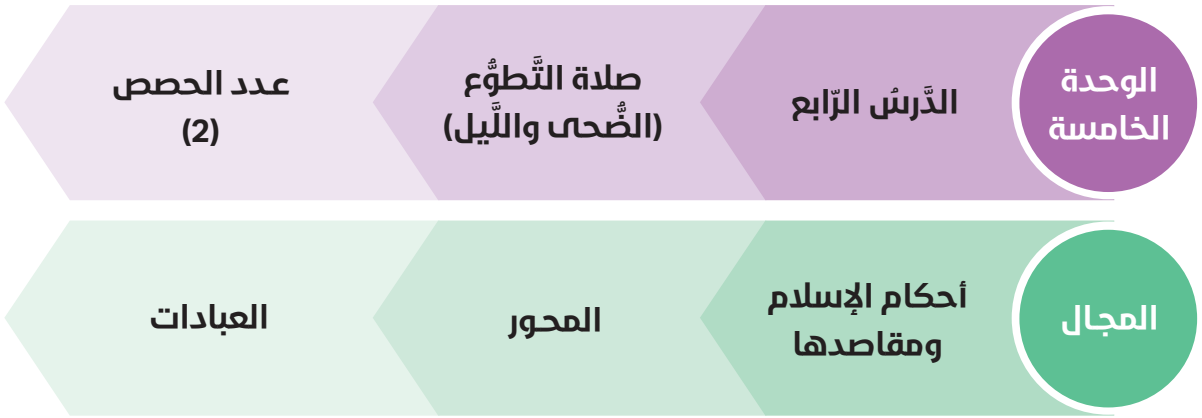 الوحدة
الخامسة
الدَّرسُ الرّابع
صلاة التَّطوُّع
(الضُّحى واللَّيل)
عدد الحصص
(2)
المجال
أحكام الإسلام
ومقاصدها
المحور
العبادات